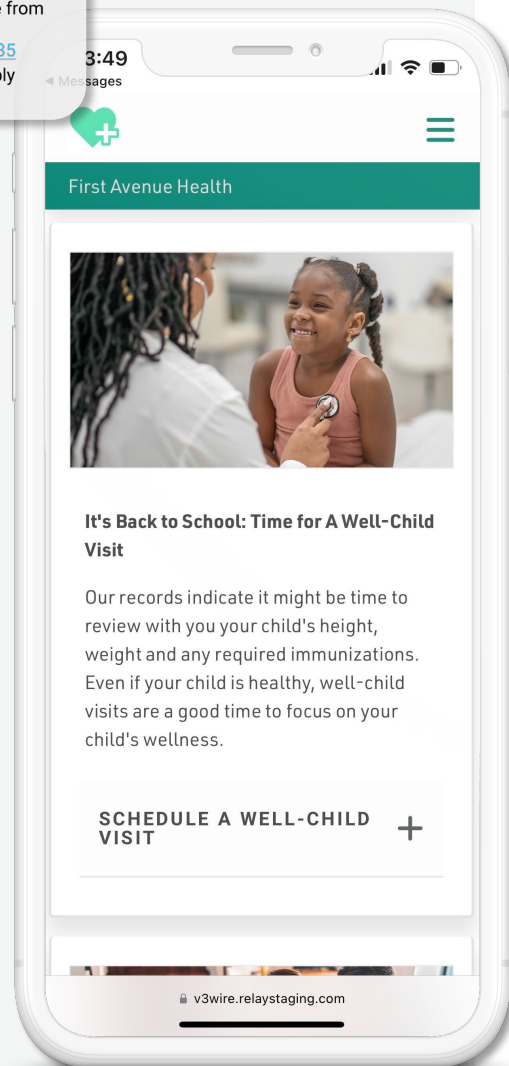 from
35
3:49
Messages
First Avenue Health
It's Back to School: Time for A Well-Child
Visit
Our records indicate it might be time to
review with you your child's height,
weight and any required immunizations.
Even if your child is healthy, well-child
visits are a good time to focus on your
child's wellness.
SCHEDULE A WELL-CHILD
VISIT
v3wire.relaystaging.com